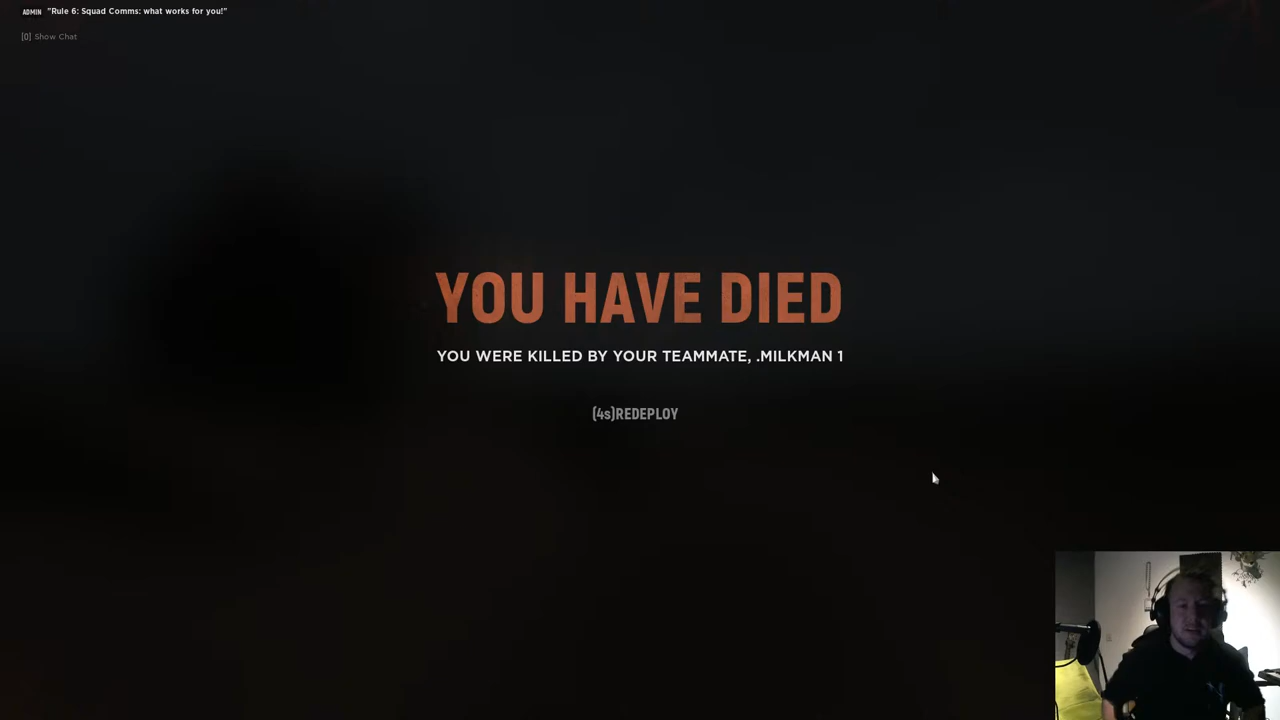 ADMIN "Rule 6: Squad Comms: what works for you!"
[0] Show Chat
YOU HAVE DIED
YOU WERE KILLED BY YOUR TEAMMATE, .MILKMAN 1
(4s)REDEPLOY